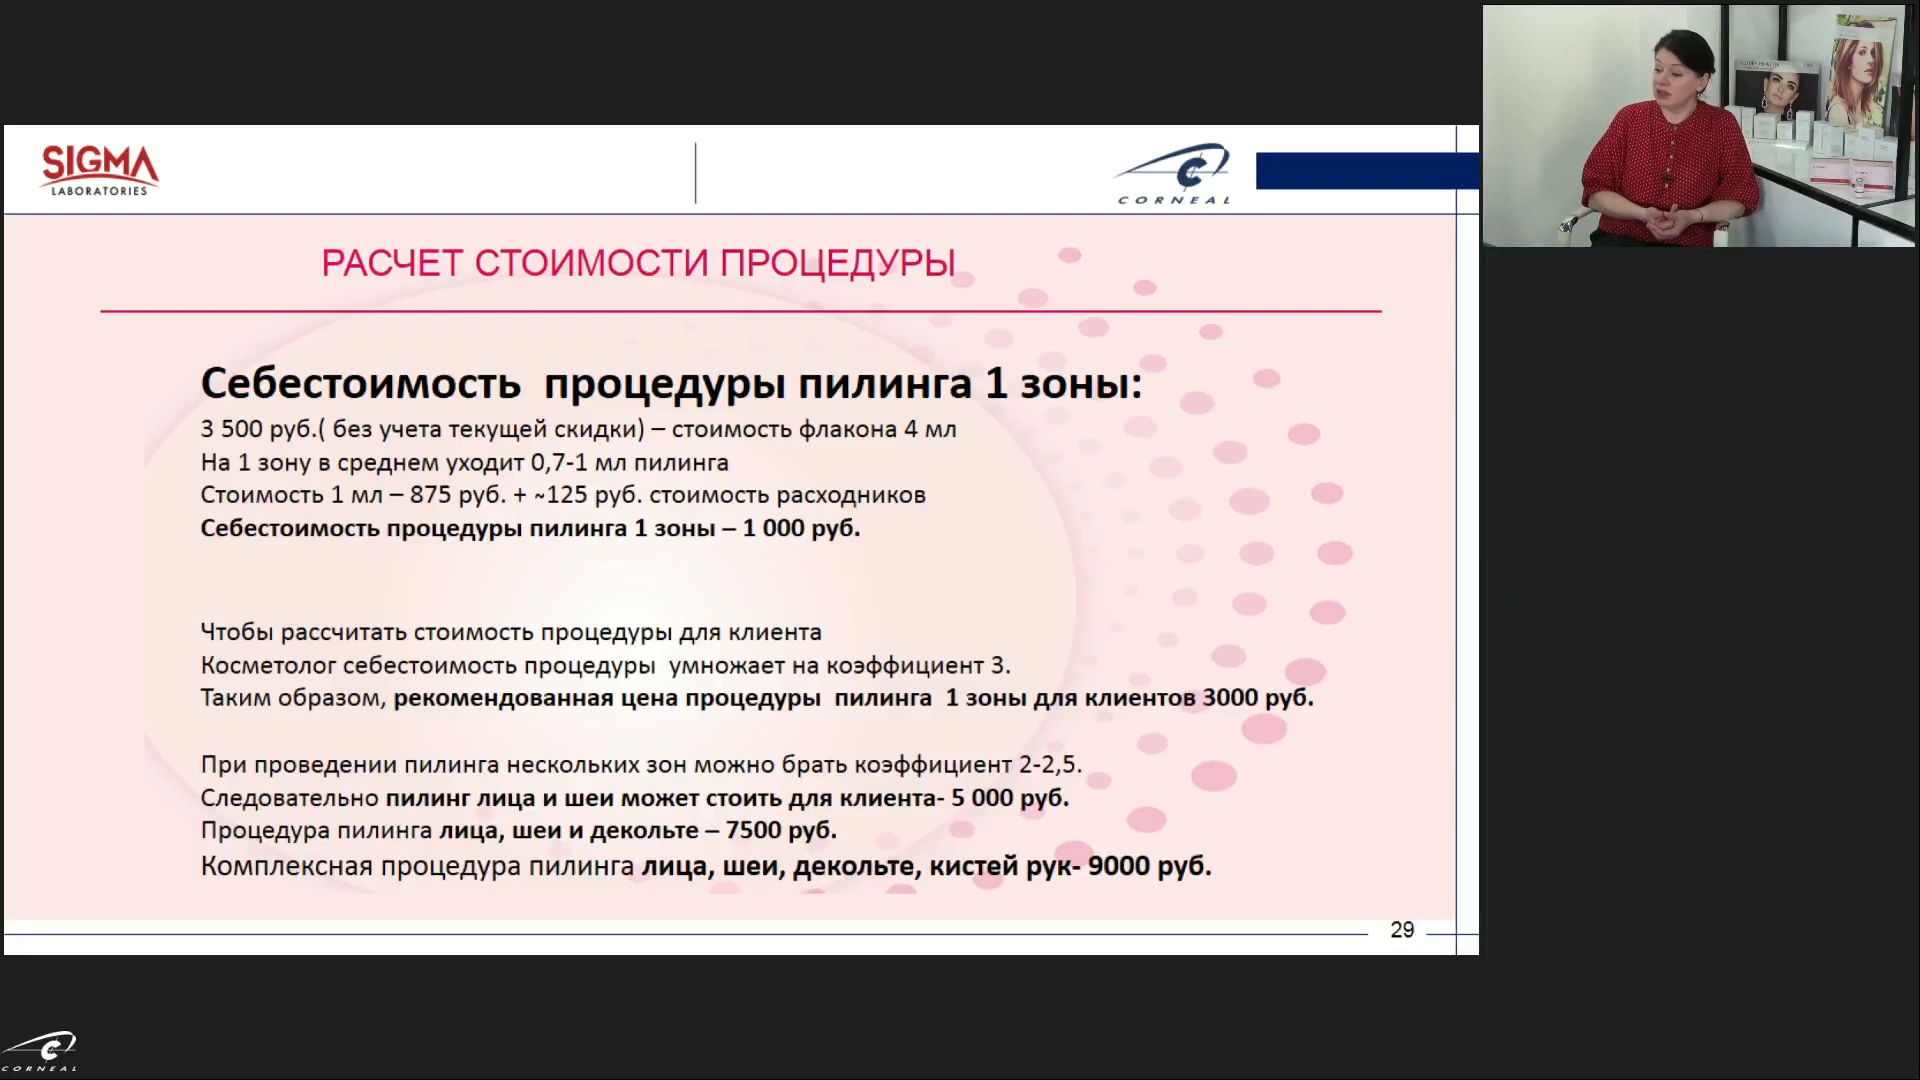 SIGMA
LABORATORIES
CORNEAL
РАСЧЕТ СТОИМОСТИ ПРОЦЕДУРЫ
Себестоимость процедуры пилинга 1 зоны:
3 500 руб.( без учета текущей скидки) – стоимость флакона 4 мл
На 1 зону в среднем уходит 0,7-1 мл пилинга
Стоимость 1 мл – 875 руб. + ~125 руб. стоимость расходников
Себестоимость процедуры пилинга 1 зоны – 1 000 руб.
Чтобы рассчитать стоимость процедуры для клиента
Косметолог себестоимость процедуры умножает на коэффициент 3.
Таким образом, рекомендованная цена процедуры пилинга 1 зоны для клиентов 3000 руб.
При проведении пилинга нескольких зон можно брать коэффициент 2-2,5.
Следовательно пилинг лица и шеи может стоить для клиента- 5 000 руб.
Процедура пилинга лица, шеи и декольте – 7500 руб.
Комплексная процедура пилинга лица, шеи, декольте, кистей рук- 9000 руб.
29
CORNEAL